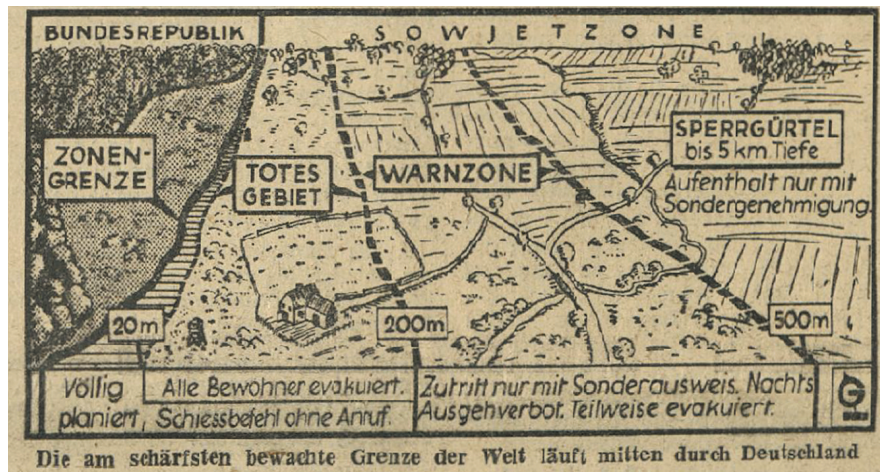 BUNDESREPUBLIK
SOWJETZONE
ZONEN-
GRENZE
TOTES
GEBIET
WARNZONE
SPERRGÜRTEL
bis 5 km Tiefe
Aufenthalt nur mit
Sondergenehmigung.
20m
200m
500m
Völlig
planiert,
Alle Bewohner evakuiert.
Schiessbefehl ohne Anruf.
Zutritt nur mit Sonderausweis. Nachts
Ausgehverbot. Teilweise evakuiert.
Die am schärfsten bewachte Grenze der Welt läuft mitten durch Deutschland